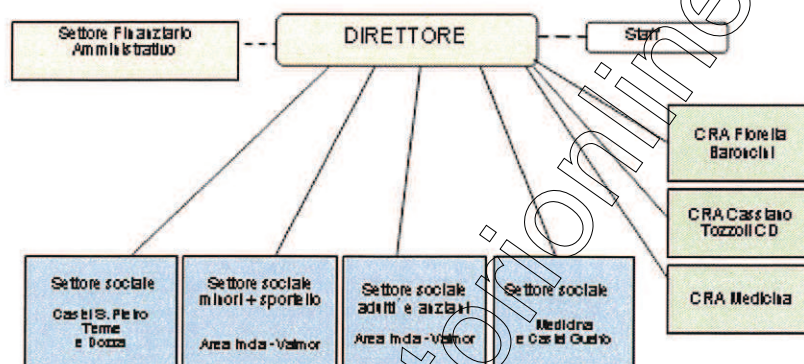 Settore Finanziario
Amministrativo
DIRETTORE
Staff
CRA Fiorella
Baroncini
CRA Cassiano
Tozzoli CD
CRA Medicina
Settore sociale
Castel S. Pietro
Terme
e Dozza
Settore sociale
minori + sportello
Area Imola - Valmor
Settore sociale
adulti e anziani
Area Imola - Valmor
Settore sociale
Medicina
e Castel Guelfo
torionline